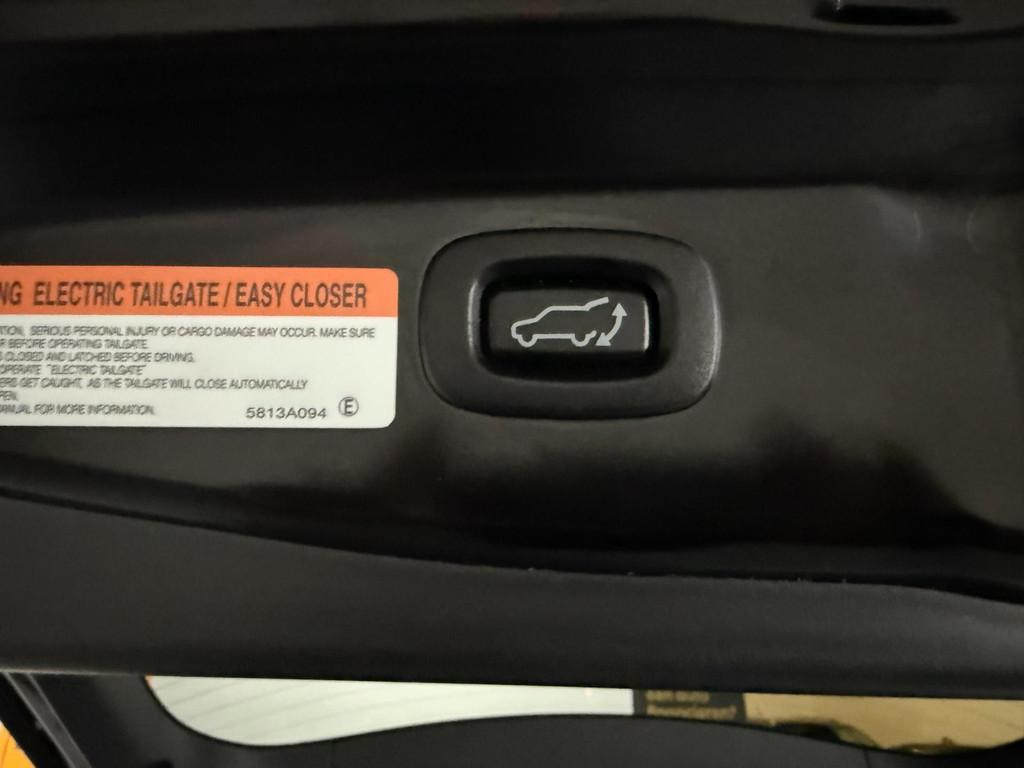 NG ELECTRIC TAILGATE / EASY CLOSER
TION, SERIOUS PERSONAL INJURY OR CARGO DAMAGE MAY OCCUR. MAKE SURE
R BEFORE OPERATING TAILGATE.
S CLOSED AND LATCHED BEFORE DRIVING.
OPERATE "ELECTRIC TAILGATE"
ERS GET CAUGHT, AS THE TAILGATE WILL CLOSE AUTOMATICALLY
PEN.
ANUAL FOR MORE INFORMATION.
5813A094 E